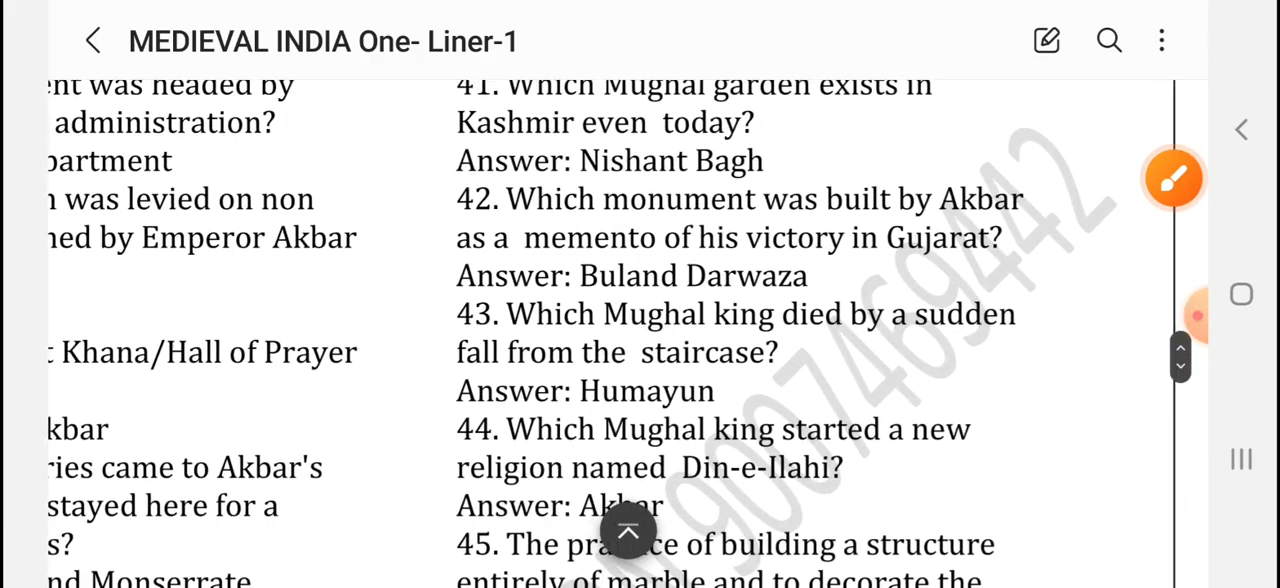 MEDIEVAL INDIA One- Liner-1
ent was headed by
administration?
partment
was levied on non
ned by Emperor Akbar
Khana/Hall of Prayer
kbar
ries came to Akbar's
stayed here for a
s?
nd Monserrate
41. Which Mughal garden exists in
Kashmir even today?
Answer: Nishant Bagh
42. Which monument was built by Akbar
as a memento of his victory in Gujarat?
Answer: Buland Darwaza
43. Which Mughal king died by a sudden
fall from the staircase?
Answer: Humayun
44. Which Mughal king started a new
religion named Din-e-Ilahi?
Answer: Akbar
45. The practice of building a structure
entirely of marble and to decorate the
9007469442